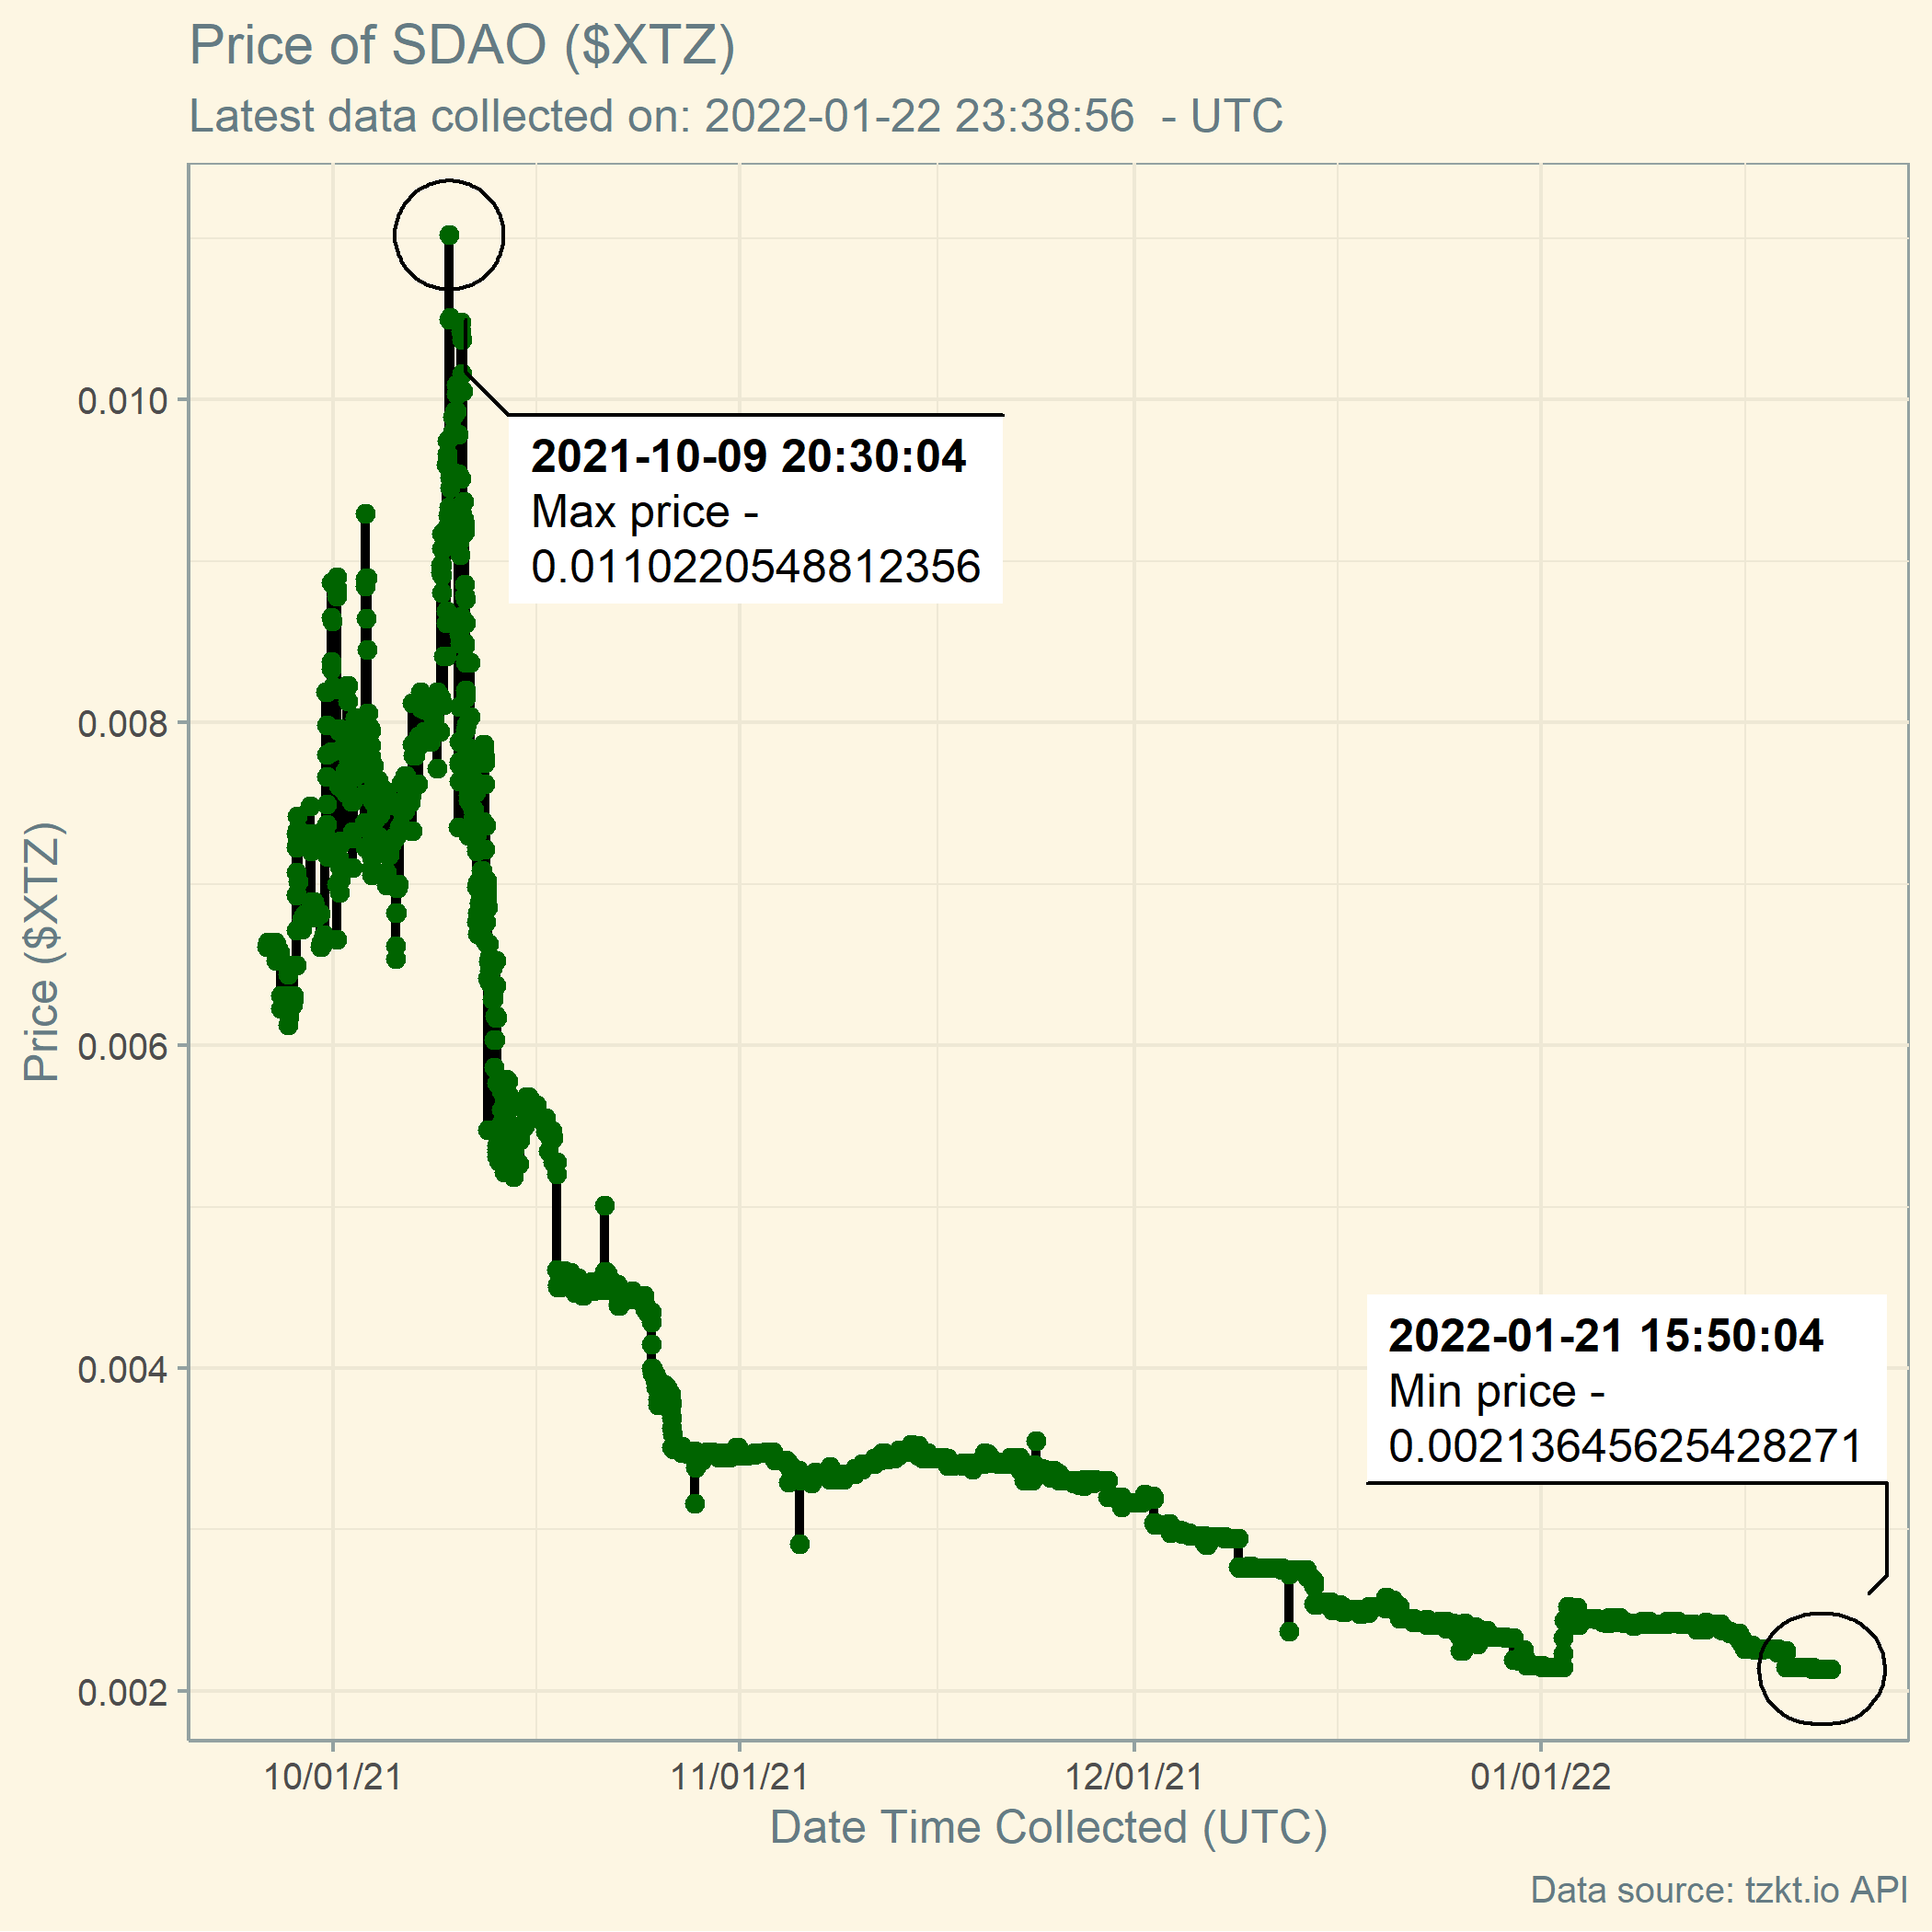 Price of SDAO ($XTZ)
Latest data collected on: 2022-01-22 23:38:56  - UTC
Price ($XTZ)
0.010
0.008
0.006
0.004
0.002
2021-10-09 20:30:04
Max price -
0.0110220548812356
2022-01-21 15:50:04
Min price -
0.00213645625428271
10/01/21
11/01/21
12/01/21
01/01/22
Date Time Collected (UTC)
Data source: tzkt.io API